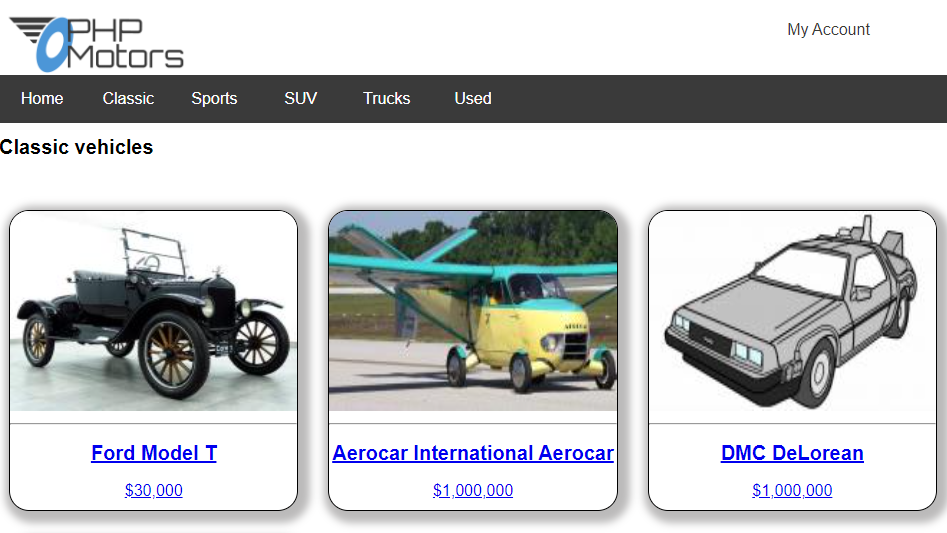 PHP
Motors
My Account
Home Classic Sports SUV Trucks Used
Classic vehicles
Ford Model T
Aerocar International Aerocar
DMC DeLorean
$30,000
$1,000,000
$1,000,000